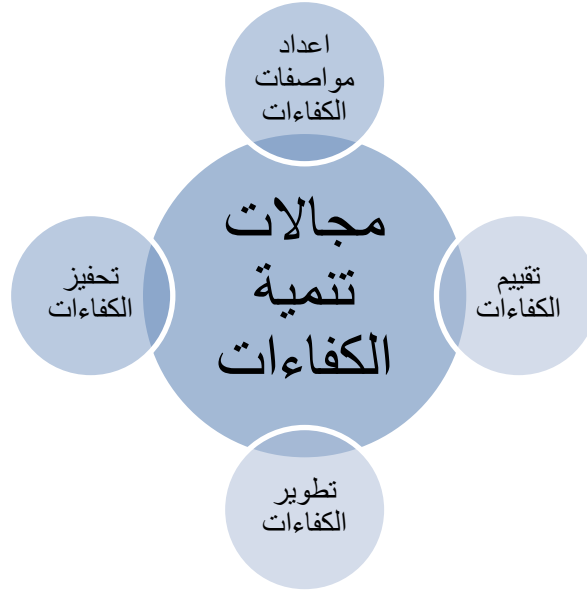 اعداد
مواصفات
الكفاءات
مجالات
تنمية
الكفاءات
تقييم
الكفاءات
تطوير
الكفاءات
تحفيز
الكفاءات